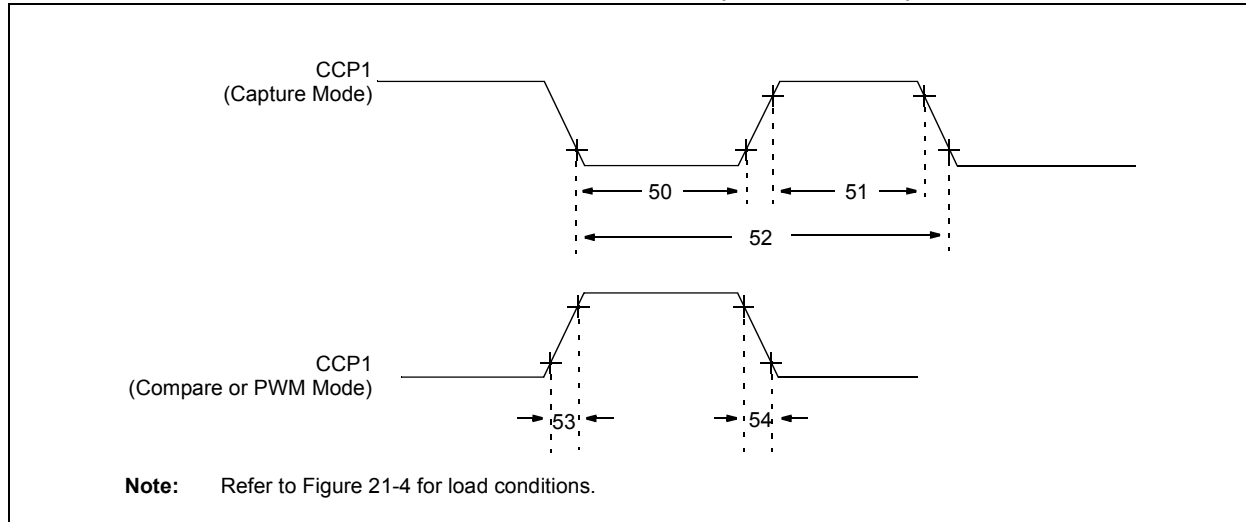 CCP1
(Capture Mode)
50
51
52
CCP1
(Compare or PWM Mode)
53
54
Note: Refer to Figure 21-4 for load conditions.